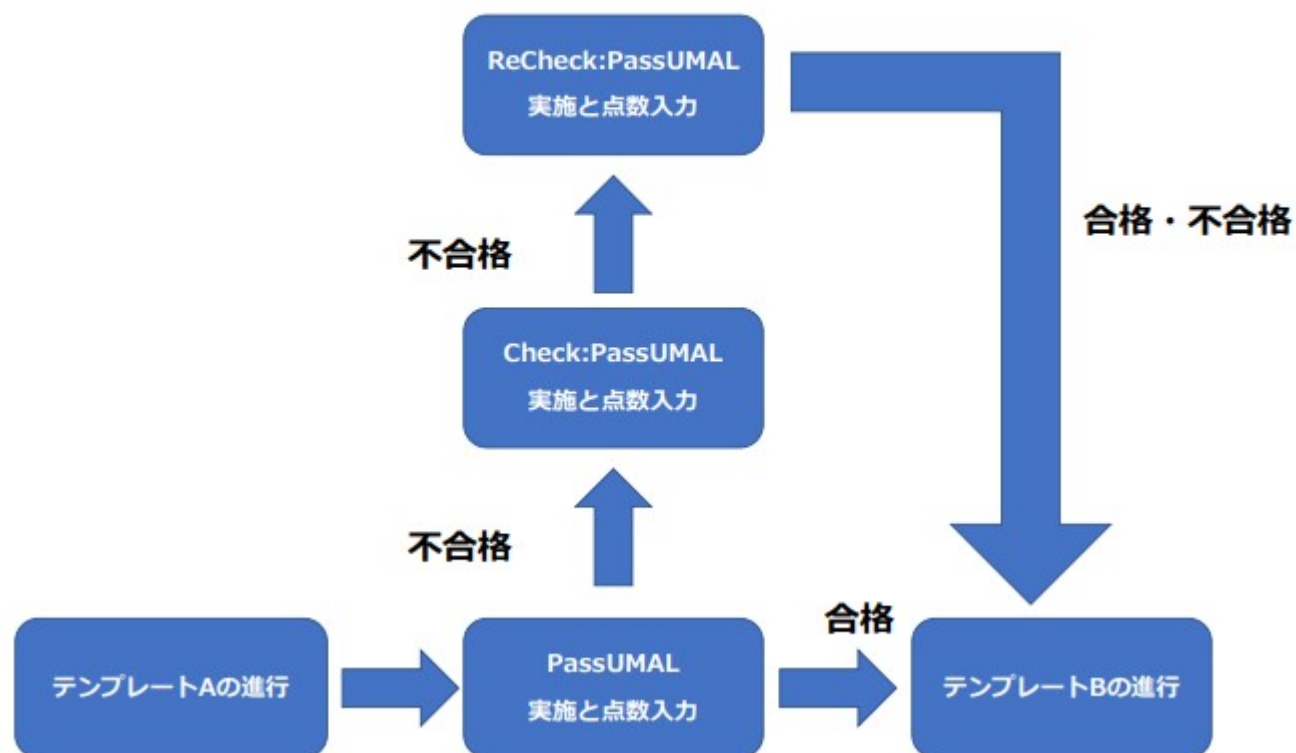 ReCheck:PassUMAL
実施と点数入力
合格・不合格
不合格
Check:PassUMAL
実施と点数入力
不合格
合格
テンプレートAの進行
PassUMAL
実施と点数入力
テンプレートBの進行